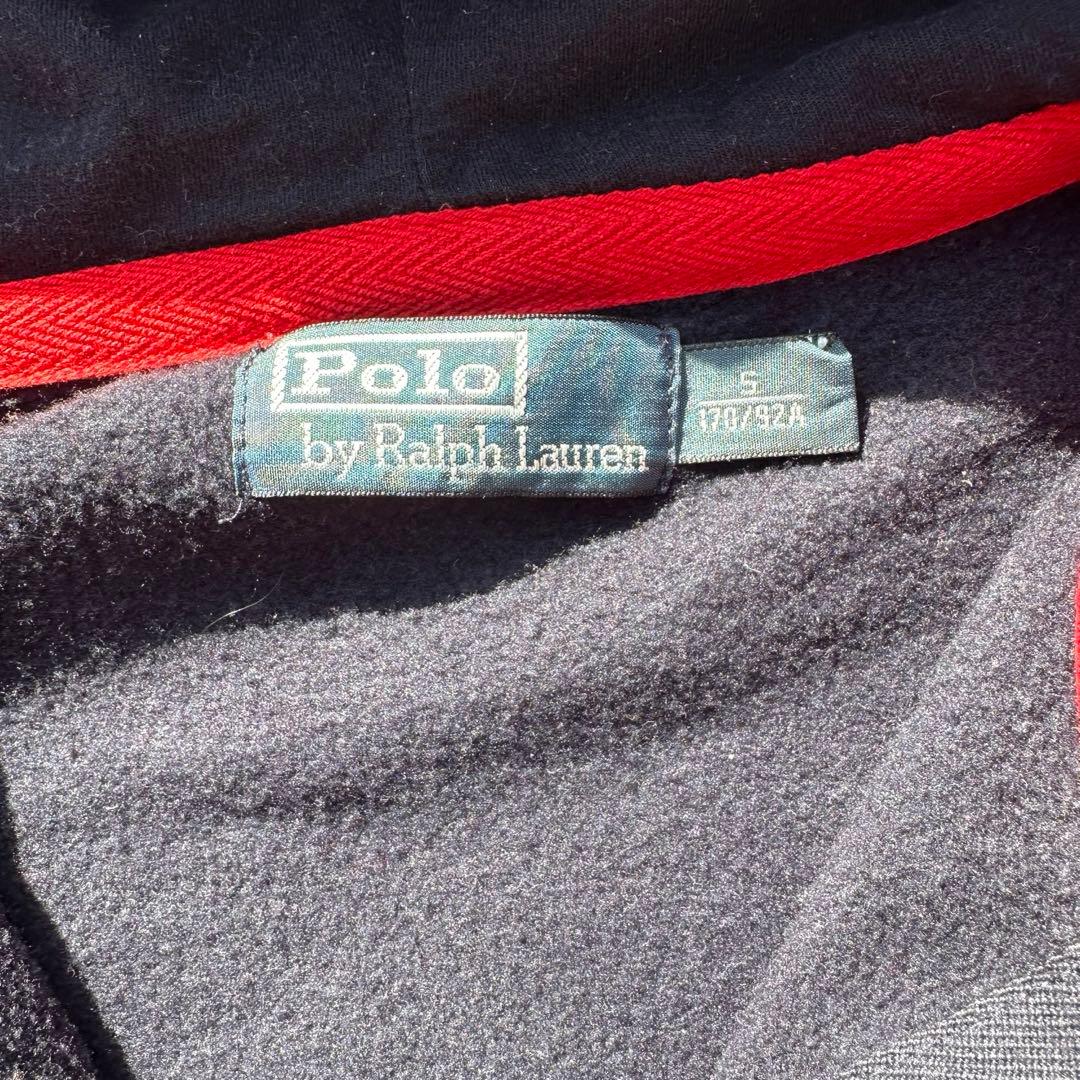 Polo
by Ralph Lauren
S
170/92A